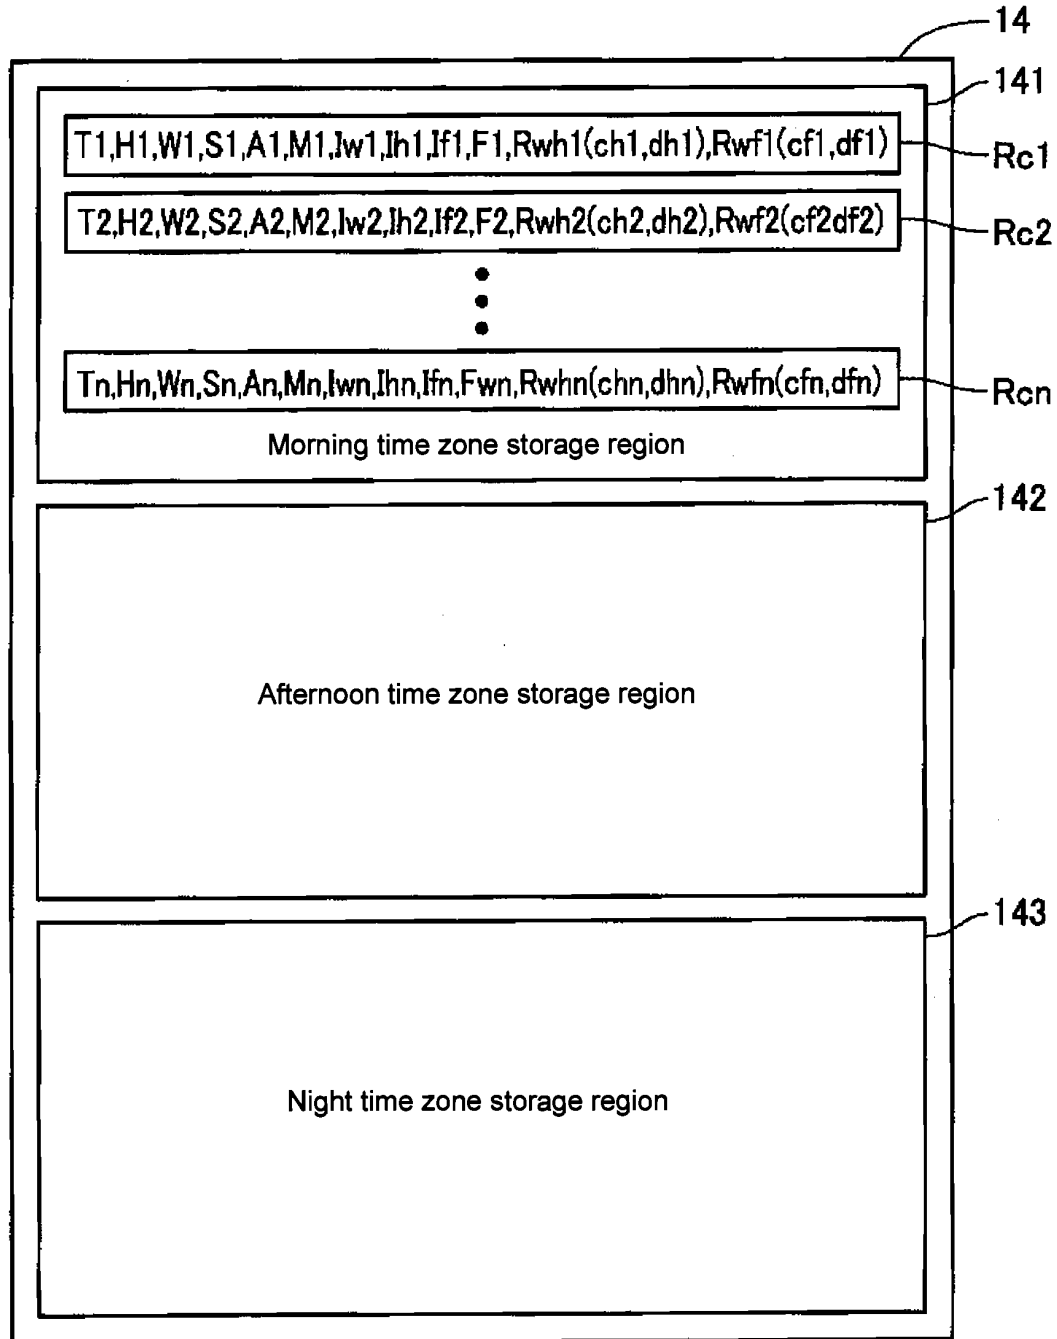 14
141
T1,H1,W1,S1,A1,M1,Iw1,Ih1,If1,F1,Rwh1(ch1,dh1),Rwf1(cf1,df1)
Rc1
T2,H2,W2,S2,A2,M2,Iw2,Ih2,If2,F2,Rwh2(ch2,dh2),Rwf2(cf2df2)
Rc2
Tn,Hn,Wn,Sn,An,Mn,Iwn,Ihn,Ifn,Fwn,Rwhn(chn,dhn),Rwfn(cfn,dfn)
Rcn
Morning time zone storage region
142
Afternoon time zone storage region
143
Night time zone storage region